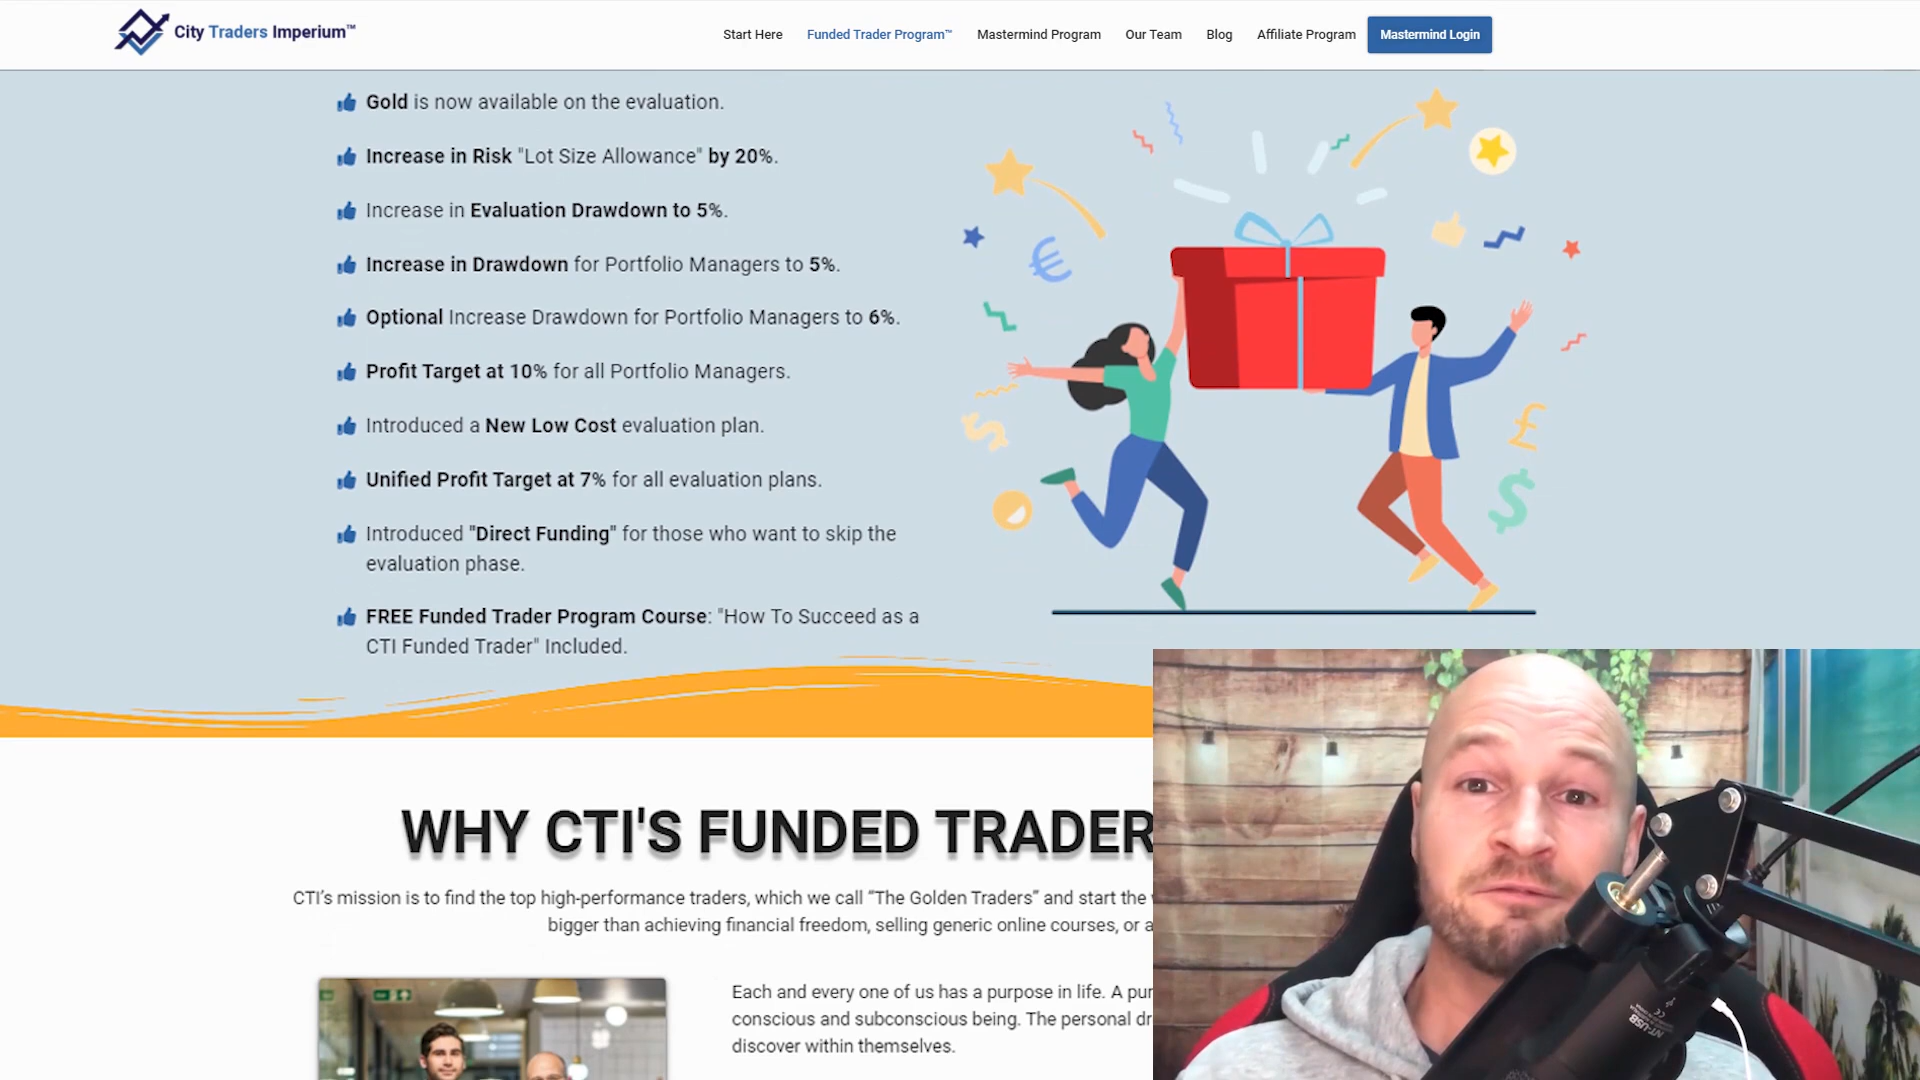 City Traders Imperium™
Start Here
Funded Trader Program™
Mastermind Program
Our Team
Blog
Affiliate Program
Mastermind Login
Gold is now available on the evaluation.
Increase in Risk "Lot Size Allowance" by 20%.
Increase in Evaluation Drawdown to 5%.
Increase in Drawdown for Portfolio Managers to 5%.
Optional Increase Drawdown for Portfolio Managers to 6%.
Profit Target at 10% for all Portfolio Managers.
Introduced a New Low Cost evaluation plan.
Unified Profit Target at 7% for all evaluation plans.
Introduced "Direct Funding" for those who want to skip the
evaluation phase.
FREE Funded Trader Program Course: "How To Succeed as a
CTI Funded Trader" Included.
WHY CTI'S FUNDED TRADER
CTI’s mission is to find the top high-performance traders, which we call “The Golden Traders” and start the
bigger than achieving financial freedom, selling generic online courses, or a
Each and every one of us has a purpose in life. A pur
conscious and subconscious being. The personal dr
discover within themselves.
NT-USB